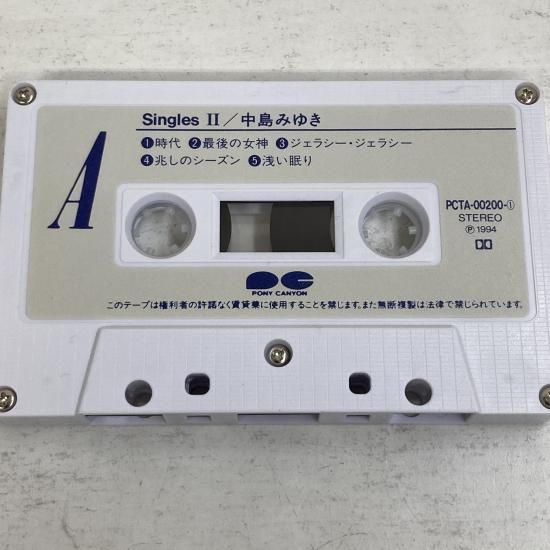 A
Singles II／中島みゆき
❶時代 ❷最後の女神 ❸ジェラシー・ジェラシー
❹兆しのシーズン ❺浅い眠り
PCTA-00200-①
STEREO
Ⓟ1994
PONY CANYON
このテープは権利者の許諾なく賃貸業に使用することを禁じます。また無断複製は法律で禁じられています。